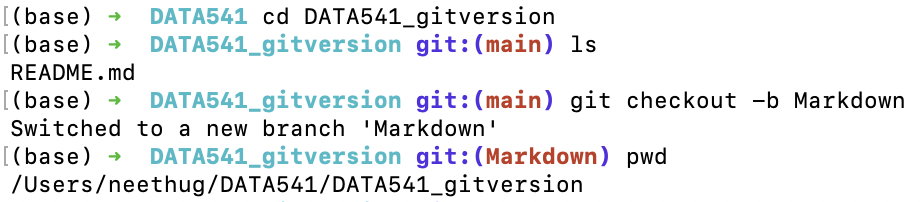 (base) ➜ DATA541 cd DATA541_gitversion
(base) ➜ DATA541_gitversion git:(main) ls
README.md
(base) ➜ DATA541_gitversion git:(main) git checkout -b Markdown
Switched to a new branch 'Markdown'
(base) ➜ DATA541_gitversion git:(Markdown) pwd
/Users/neethug/DATA541/DATA541_gitversion